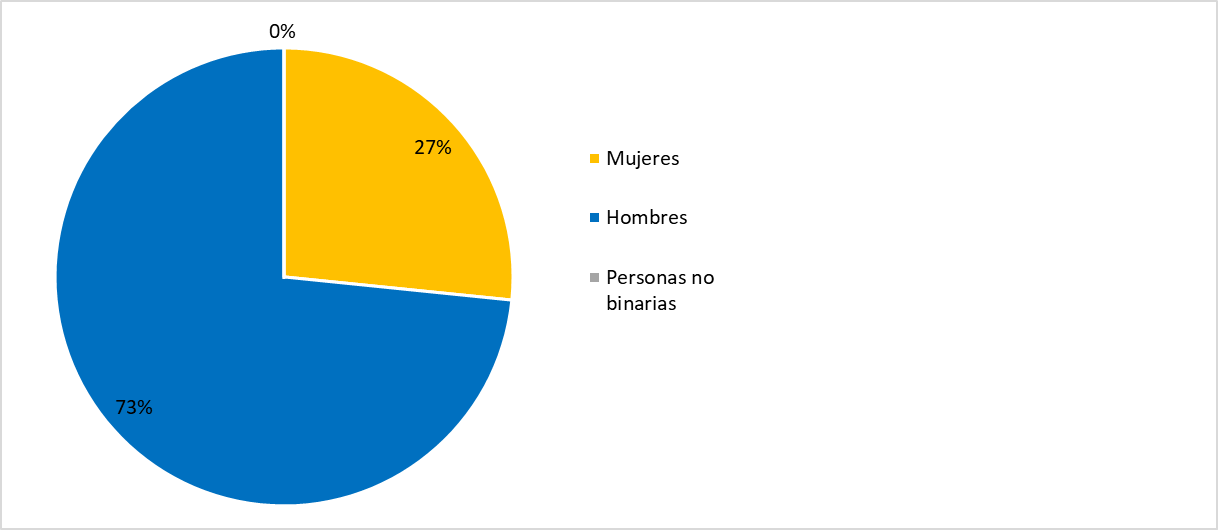 0%
27%
73%
Mujeres
Hombres
Personas no
binarias